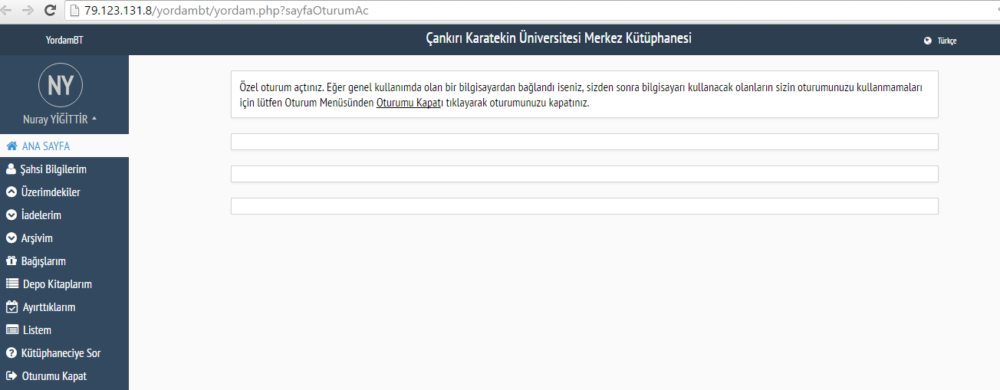 79.123.131.8/yordambt/yordam.php?sayfaOturumAc
YordamBT
Çankırı Karatekin Üniversitesi Merkez Kütüphanesi
Türkçe
NY
Nuray YİĞİTTİR
ANA SAYFA
Şahsi Bilgilerim
Üzerimdekiler
İadelerim
Arşivim
Bağışlarım
Depo Kitaplarım
Ayırttıklarım
Listem
Kütüphaneciye Sor
Oturumu Kapat
Özel oturum açtınız. Eğer genel kullanımda olan bir bilgisayardan bağlandı iseniz, sizden sonra bilgisayarı kullanacak olanların sizin oturumunuzu kullanmamaları
için lütfen Oturum Menüsünden Oturumu Kapatı tıklayarak oturumunuzu kapatınız.